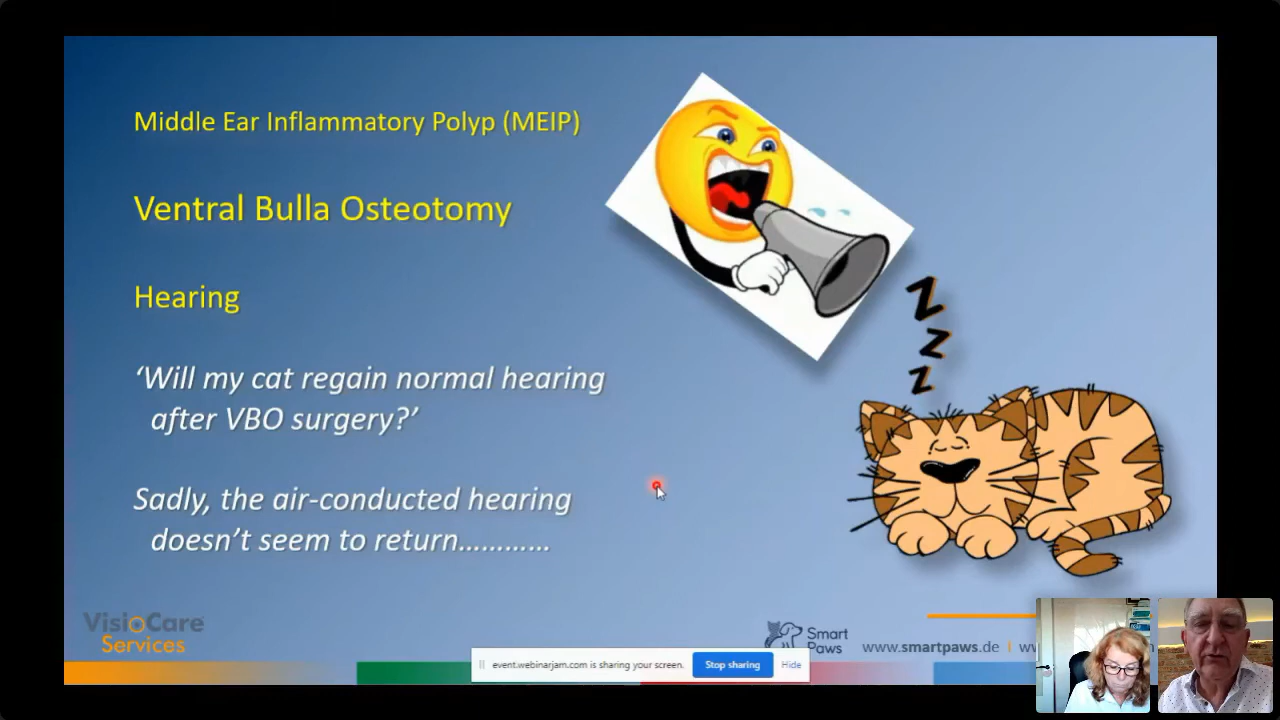 Middle Ear Inflammatory Polyp (MEIP)
Ventral Bulla Osteotomy
Hearing
‘Will my cat regain normal hearing
after VBO surgery?’
Sadly, the air-conducted hearing
doesn’t seem to return…………
Z
Z
Z
VisioCare
Services
Smart
Paws
www.smartpaws.de
event.webinarjam.com is sharing your screen.
Stop sharing
Hide